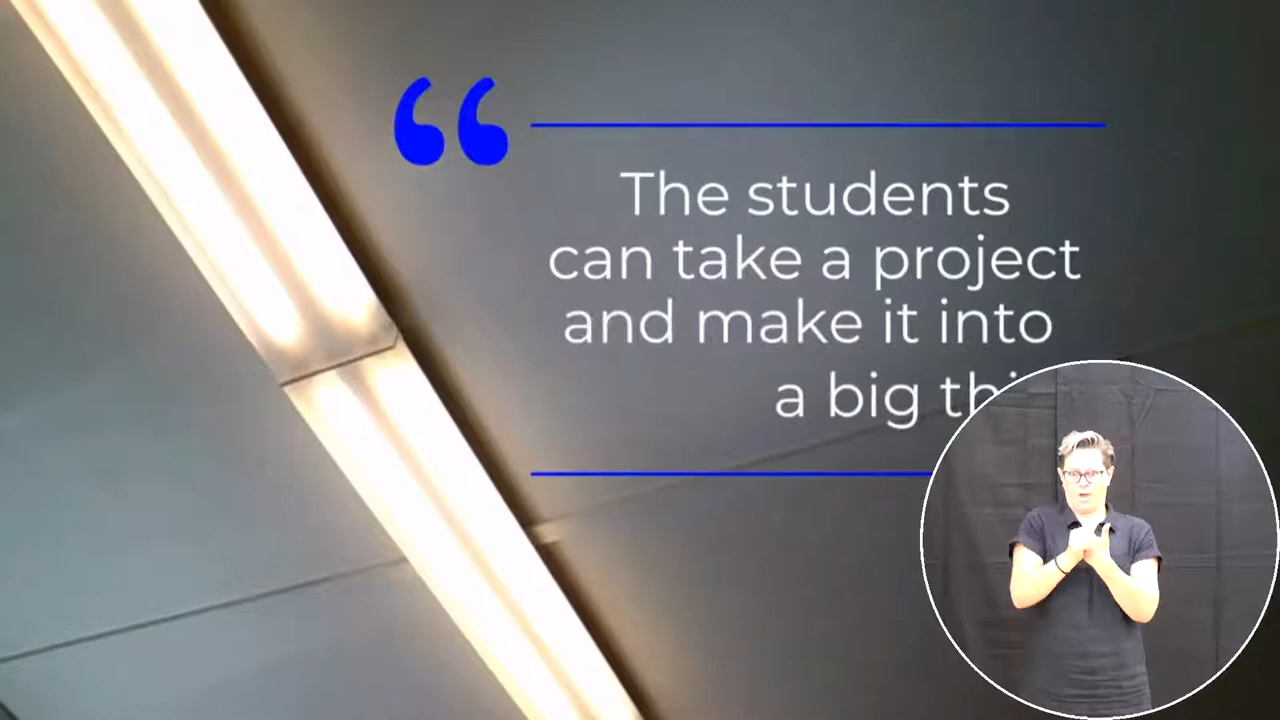 “
The students
can take a project
and make it into
a big